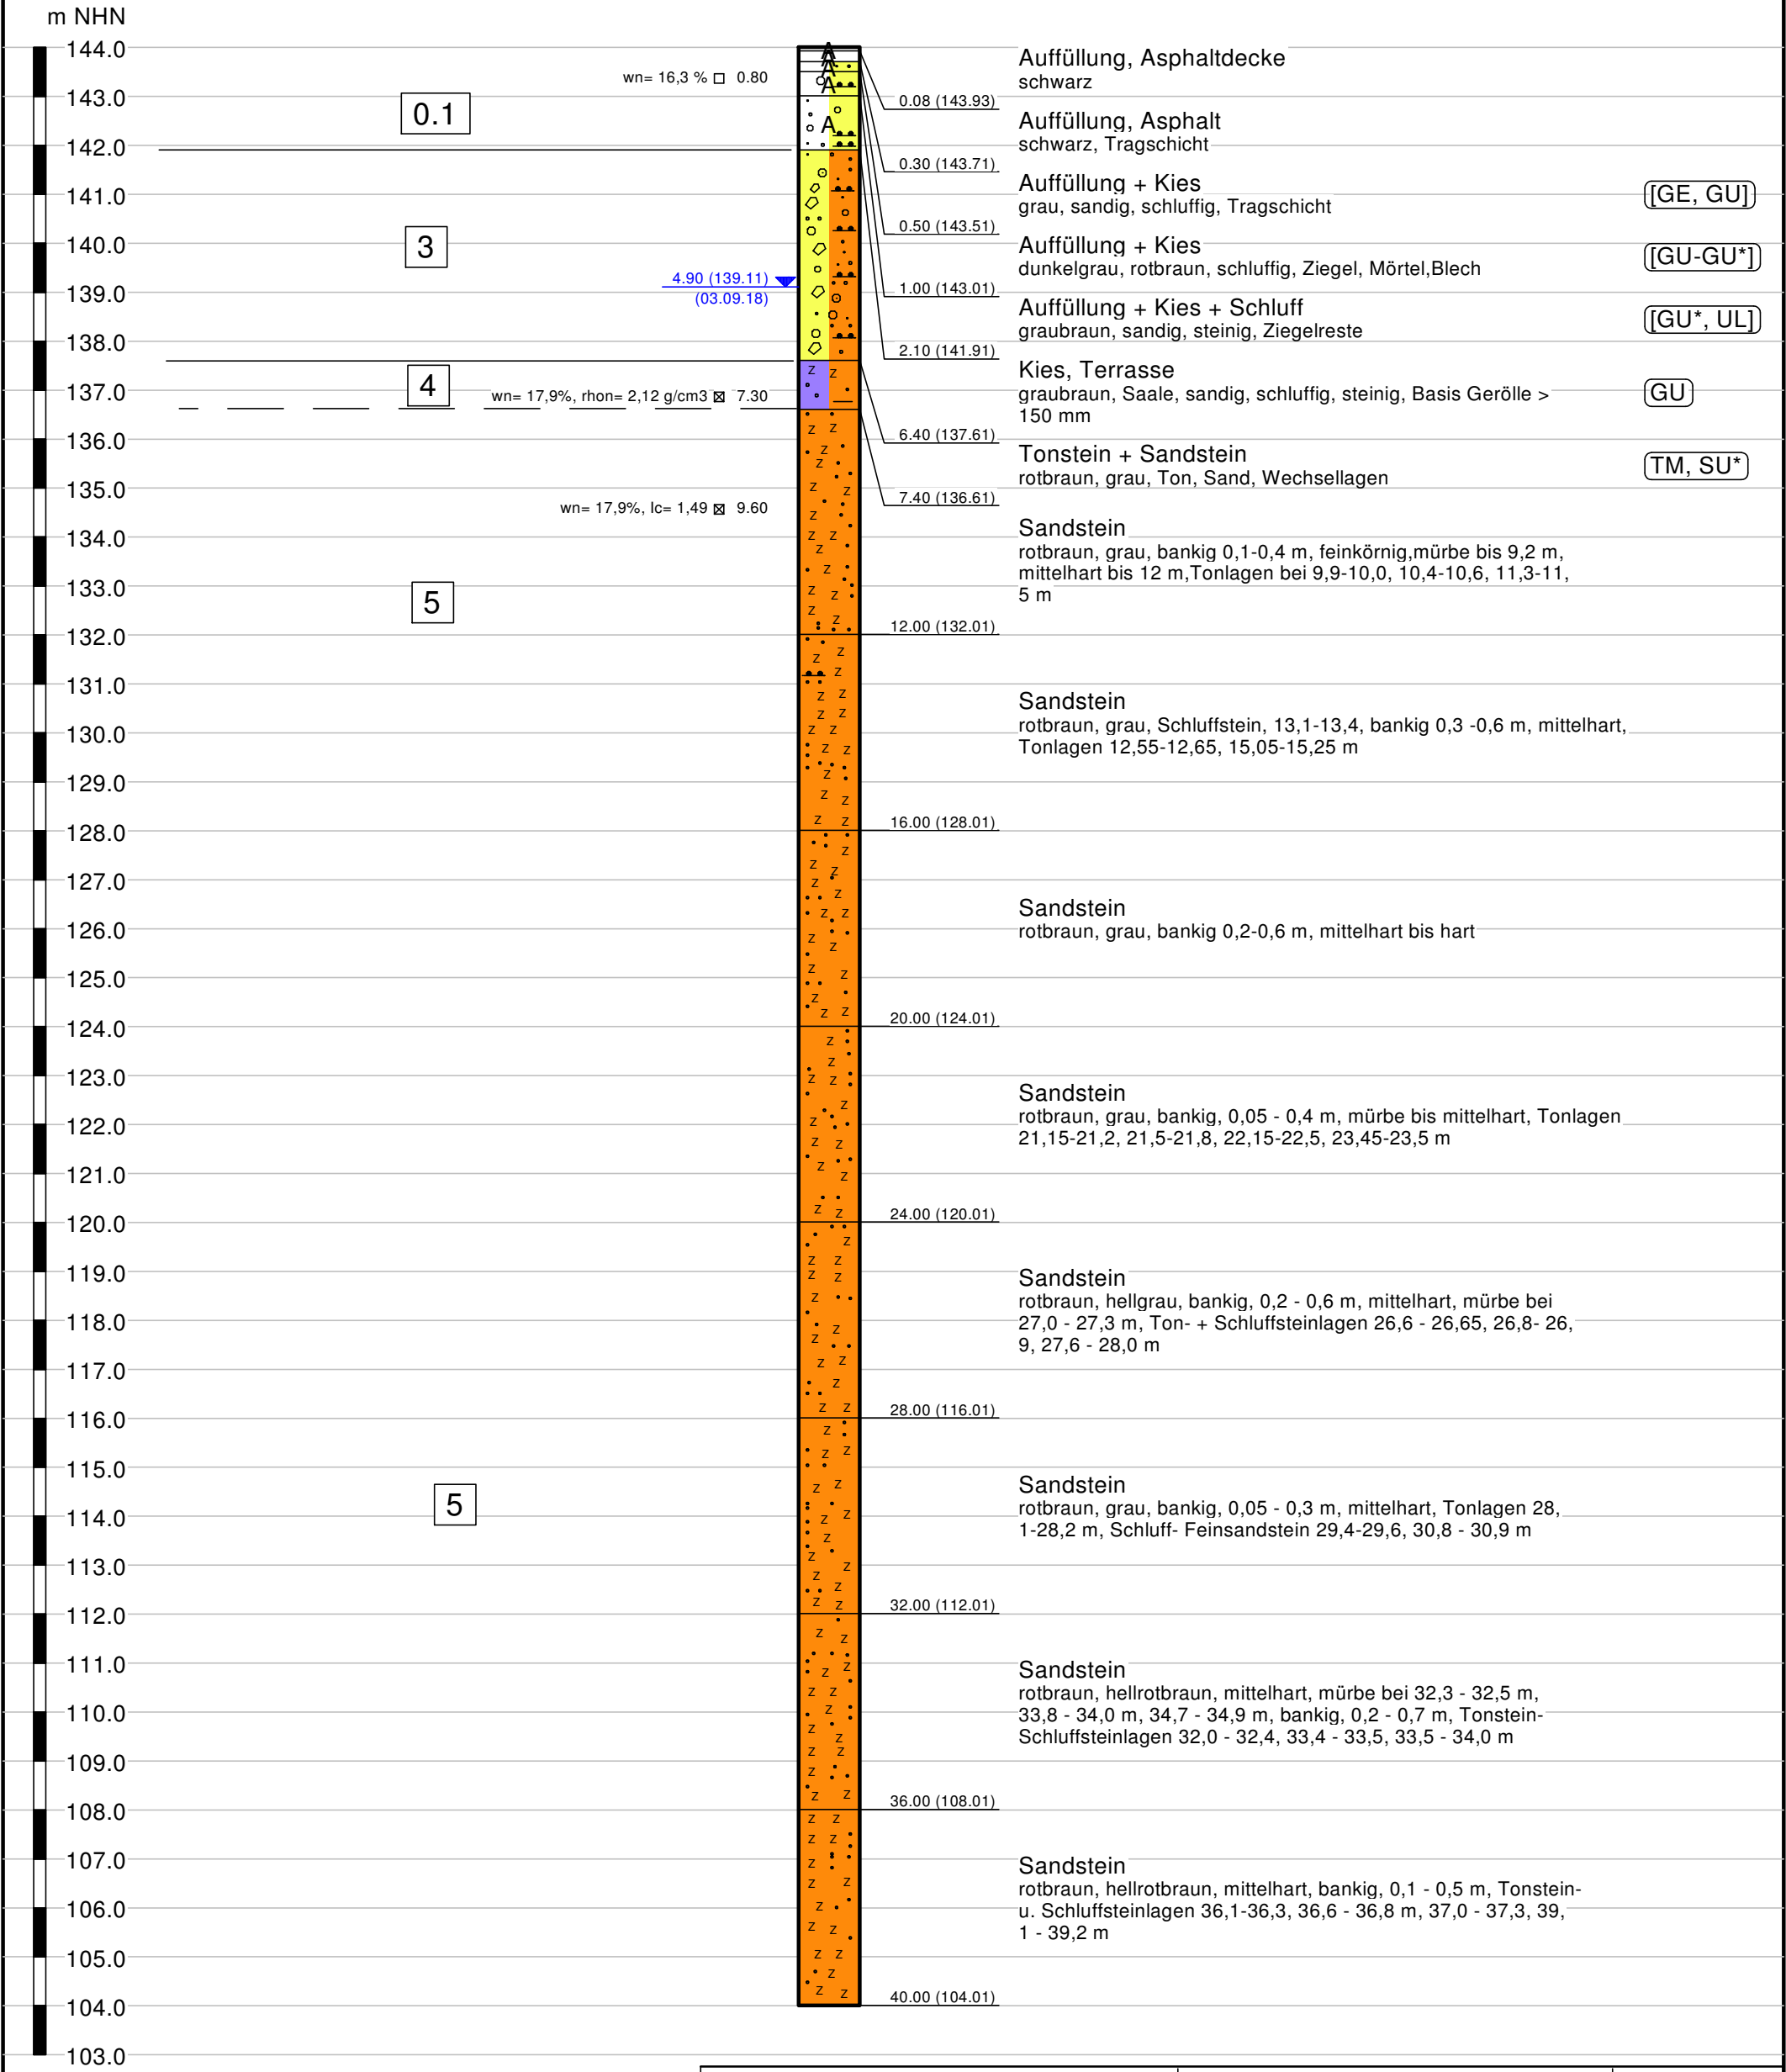 m NHN
144.0
143.0
142.0
141.0
140.0
139.0
138.0
137.0
136.0
135.0
134.0
133.0
132.0
131.0
130.0
129.0
128.0
127.0
126.0
125.0
124.0
123.0
122.0
121.0
120.0
119.0
118.0
117.0
116.0
115.0
114.0
113.0
112.0
111.0
110.0
109.0
108.0
107.0
106.0
105.0
104.0
103.0
0.1
3
4
5
5
wn= 16,3 % 0.80
4.90 (139.11)
(03.09.18)
wn= 17,9%, rhon= 2,12 g/cm3 7.30
wn= 17,9%, Ic= 1,49 9.60
A
A
A
A
A
0.08 (143.93)
0.30 (143.71)
0.50 (143.51)
1.00 (143.01)
2.10 (141.91)
6.40 (137.61)
7.40 (136.61)
12.00 (132.01)
16.00 (128.01)
20.00 (124.01)
24.00 (120.01)
28.00 (116.01)
32.00 (112.01)
36.00 (108.01)
40.00 (104.01)
Auffüllung, Asphaltdecke
schwarz
Auffüllung, Asphalt
schwarz, Tragschicht
Auffüllung + Kies
grau, sandig, schluffig, Tragschicht
[GE, GU]
Auffüllung + Kies
dunkelgrau, rotbraun, schluffig, Ziegel, Mörtel,Blech
[GU-GU*]
Auffüllung + Kies + Schluff
graubraun, sandig, steinig, Ziegelreste
[GU*, UL]
Kies, Terrasse
graubraun, Saale, sandig, schluffig, steinig, Basis Gerölle >
150 mm
GU
Tonstein + Sandstein
rotbraun, grau, Ton, Sand, Wechsellagen
TM, SU*
Sandstein
rotbraun, grau, bankig 0,1-0,4 m, feinkörnig,mürbe bis 9,2 m,
mittelhart bis 12 m,Tonlagen bei 9,9-10,0, 10,4-10,6, 11,3-11,
5 m
Sandstein
rotbraun, grau, Schluffstein, 13,1-13,4, bankig 0,3 -0,6 m, mittelhart,
Tonlagen 12,55-12,65, 15,05-15,25 m
Sandstein
rotbraun, grau, bankig 0,2-0,6 m, mittelhart bis hart
Sandstein
rotbraun, grau, bankig, 0,05 - 0,4 m, mürbe bis mittelhart, Tonlagen
21,15-21,2, 21,5-21,8, 22,15-22,5, 23,45-23,5 m
Sandstein
rotbraun, hellgrau, bankig, 0,2 - 0,6 m, mittelhart, mürbe bei
27,0 - 27,3 m, Ton- + Schluffsteinlagen 26,6 - 26,65, 26,8- 26,
9, 27,6 - 28,0 m
Sandstein
rotbraun, grau, bankig, 0,05 - 0,3 m, mittelhart, Tonlagen 28,
1-28,2 m, Schluff- Feinsandstein 29,4-29,6, 30,8 - 30,9 m
Sandstein
rotbraun, hellrotbraun, mittelhart, mürbe bei 32,3 - 32,5 m,
33,8 - 34,0 m, 34,7 - 34,9 m, bankig, 0,2 - 0,7 m, Tonstein-
Schluffsteinlagen 32,0 - 32,4, 33,4 - 33,5, 33,5 - 34,0 m
Sandstein
rotbraun, hellrotbraun, mittelhart, bankig, 0,1 - 0,5 m, Tonstein-
u. Schluffsteinlagen 36,1-36,3, 36,6 - 36,8 m, 37,0 - 37,3, 39,
1 - 39,2 m